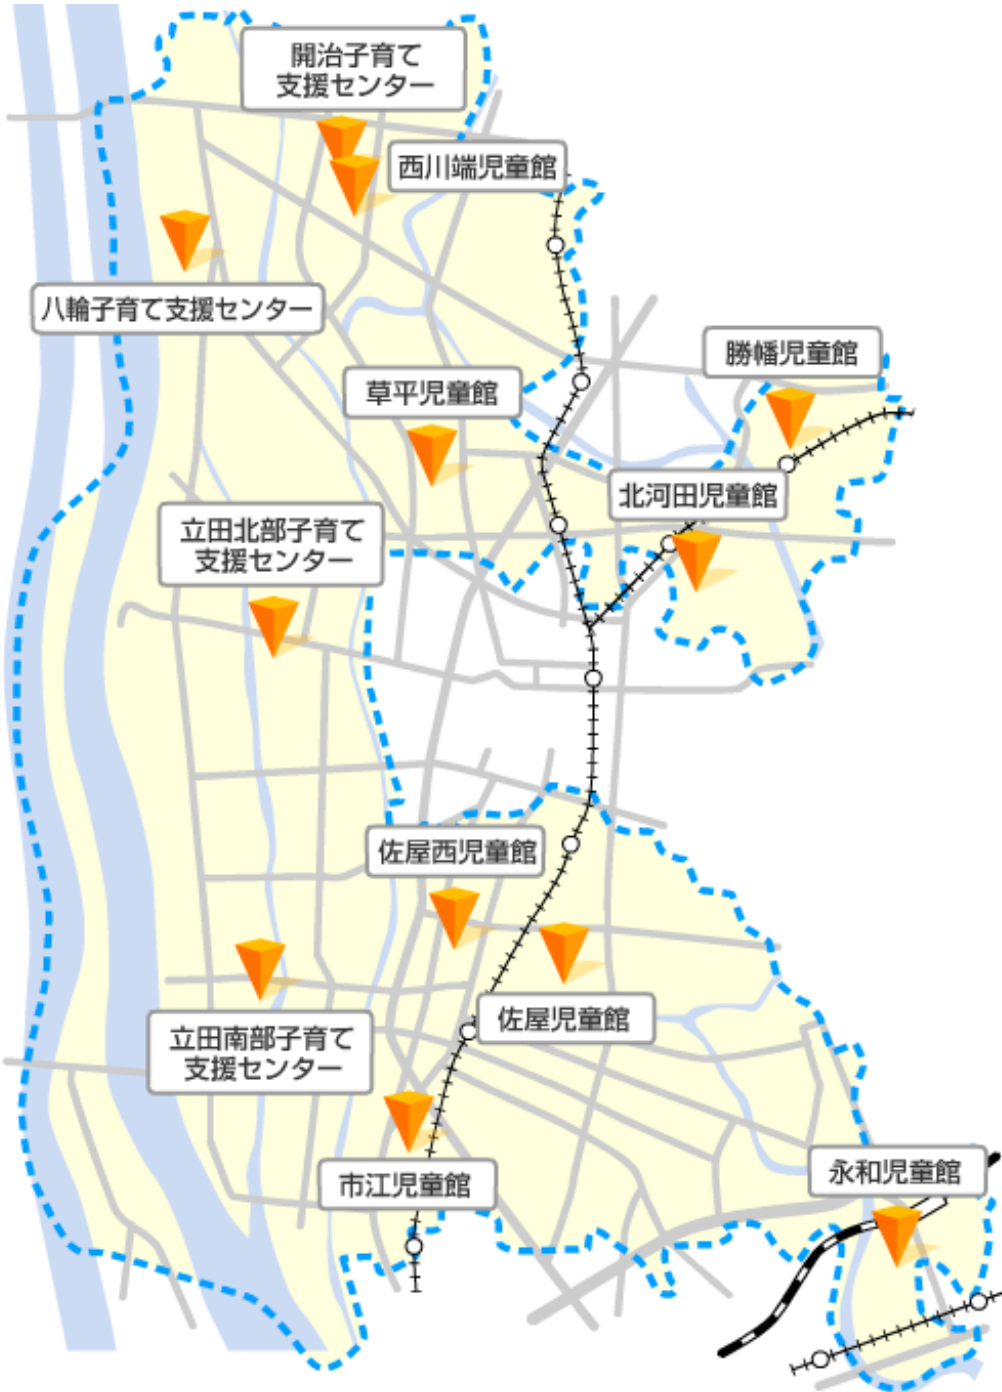 開治子育て
支援センター
西川端児童館
八輪子育て支援センター
勝幡児童館
草平児童館
北河田児童館
立田北部子育て
支援センター
佐屋西児童館
佐屋児童館
立田南部子育て
支援センター
市江児童館
永和児童館